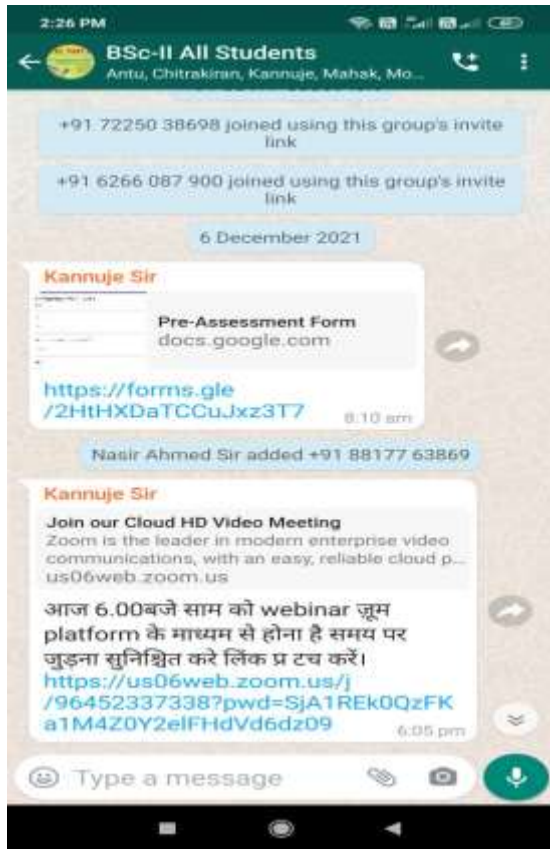 2:26 PM
BSc-II All Students
Antu, Chitrakiran, Kannuje, Mahak, Mo...
+91 72250 38698 joined using this group's invite
link
+91 6266 087 900 joined using this group's invite
link
6 December 2021
Kannuje Sir
Pre-Assessment Form
docs.google.com
https://forms.gle
/2HtHXDaTCCuJxz3T7
8:10 am
Nasir Ahmed Sir added +91 88177 63869
Kannuje Sir
Join our Cloud HD Video Meeting
Zoom is the leader in modern enterprise video
communications, with an easy, reliable cloud p...
us06web.zoom.us
आज 6.00बजे साम को webinar ज़ूम
platform के माध्यम से होना है समय पर
जुड़ना सुनिश्चित करे लिंक प्र टच करें।
https://us06web.zoom.us/j
/96452337338?pwd=SjA1REk0QzFK
a1M4Z0Y2elFHdVd6dz09
6:05 pm
Type a message